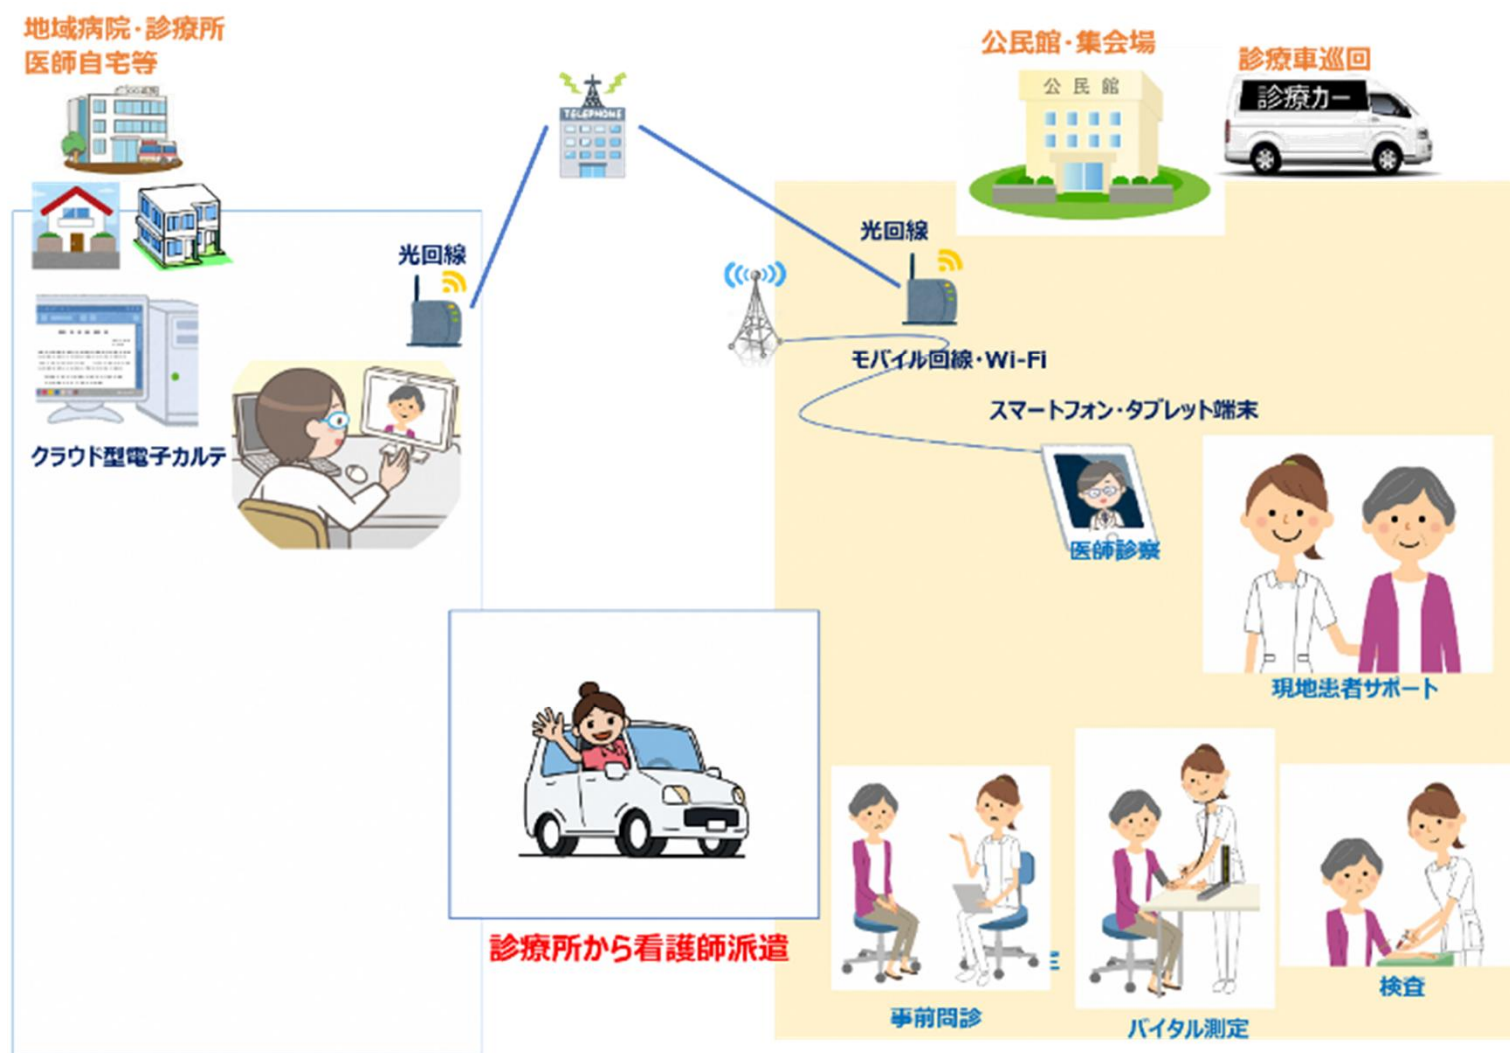 地域病院・診療所
医師自宅等
公民館・集会場
診療車巡回
公民館
診療カー
TELEPHONE
光回線
光回線
モバイル回線・Wi-Fi
スマートフォン・タブレット端末
クラウド型電子カルテ
医師診察
現地患者サポート
診療所から看護師派遣
事前問診
バイタル測定
検査